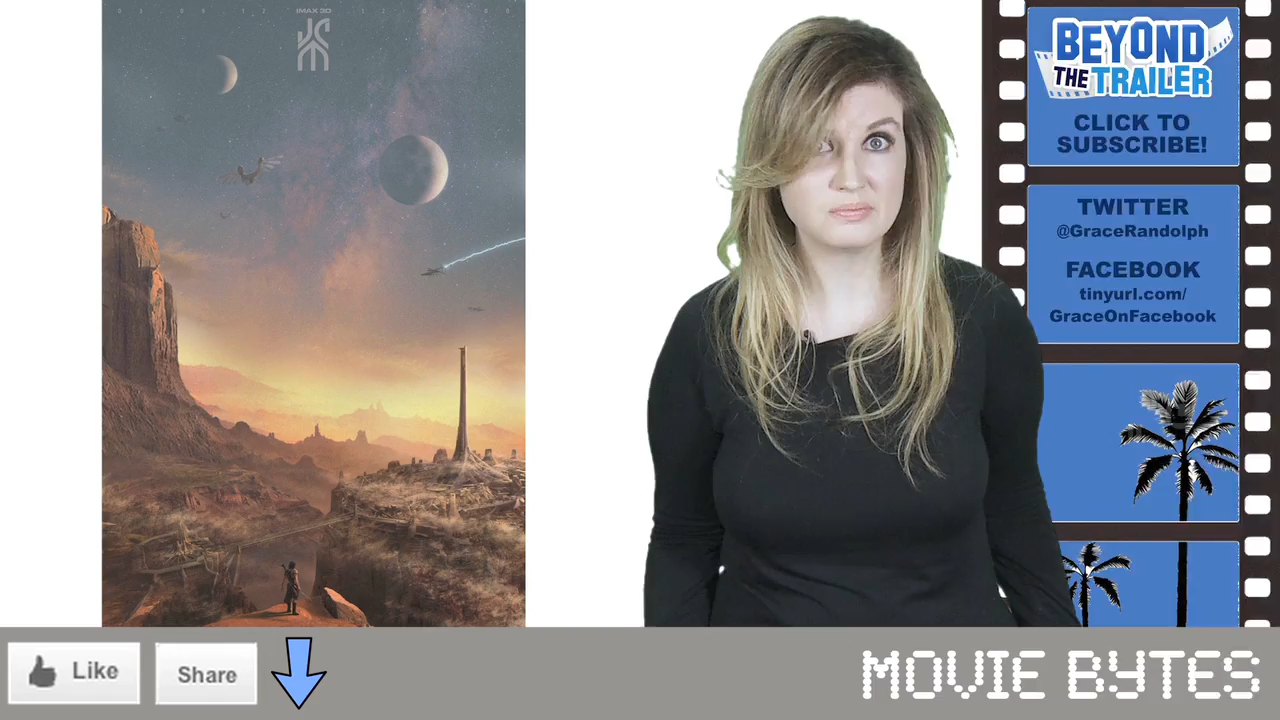 IMAX 3D
BEYOND
THE TRAILER
CLICK TO
SUBSCRIBE!
TWITTER
@GraceRandolph
FACEBOOK
tinyurl.com/
GraceOnFacebook
Like
Share
MOVIE BYTES